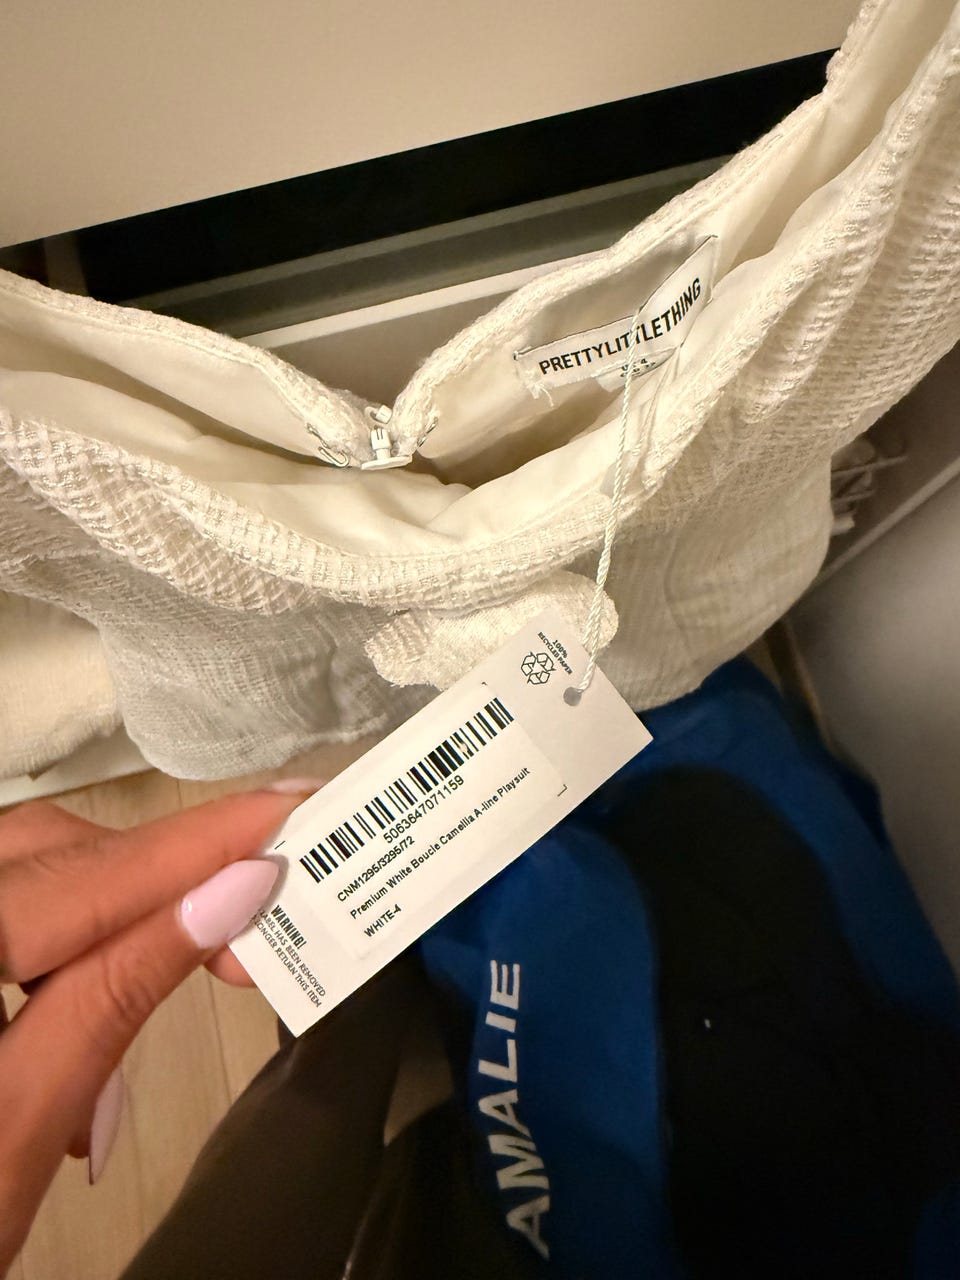 PRETTYLITTLETHING
100%
RECYCLED PAPER
5063647071159
CNM1295/3295/72
Premium White Boucle Camellia A-line Playsuit
WHITE-4
WARNING!
LABEL HAS BEEN REMOVED
LONGER RETURN THIS ITEM
AMALIE